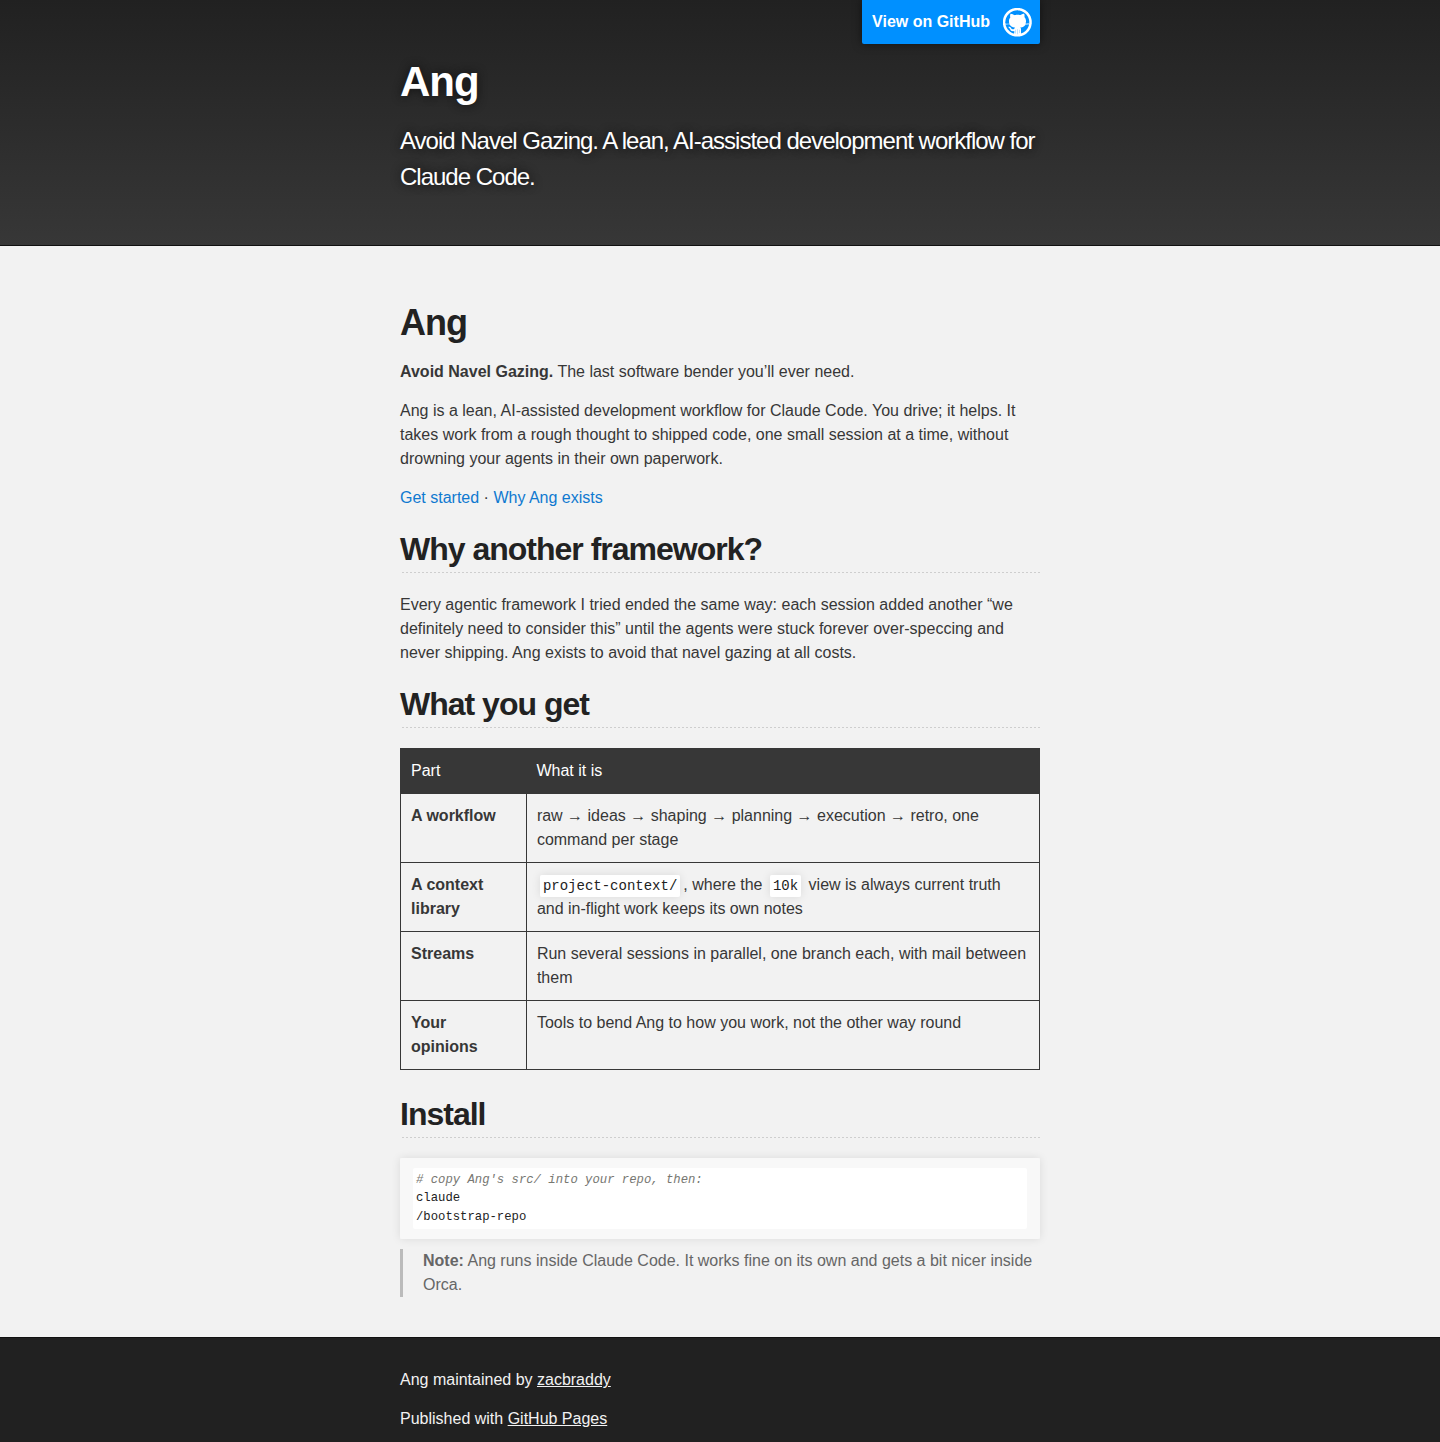 View on GitHub
Ang
Avoid Navel Gazing. A lean, AI-assisted development workflow for
Claude Code.
Ang
Avoid Navel Gazing. The last software bender you’ll ever need.
Ang is a lean, AI-assisted development workflow for Claude Code. You drive; it helps. It
takes work from a rough thought to shipped code, one small session at a time, without
drowning your agents in their own paperwork.
Get started · Why Ang exists
Why another framework?
Every agentic framework I tried ended the same way: each session added another “we
definitely need to consider this” until the agents were stuck forever over-speccing and
never shipping. Ang exists to avoid that navel gazing at all costs.
What you get
Part What it is
A workflow raw → ideas → shaping → planning → execution → retro, one
command per stage
A context project-context/, where the 10k view is always current truth
library and in-flight work keeps its own notes
Streams Run several sessions in parallel, one branch each, with mail between
them
Your Tools to bend Ang to how you work, not the other way round
opinions
Install
# copy Ang's src/ into your repo, then:
claude
/bootstrap-repo
Note: Ang runs inside Claude Code. It works fine on its own and gets a bit nicer inside
Orca.
Ang maintained by zacbraddy
Published with GitHub Pages